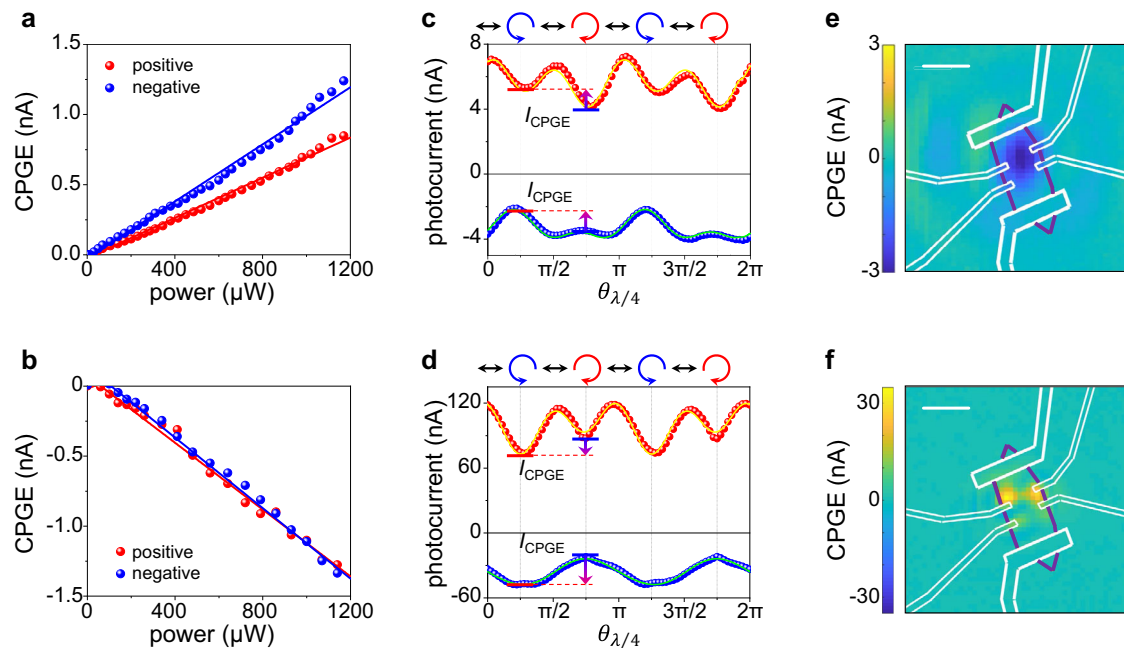 a
1.5
1.0
0.5
0.0
CPGE (nA)
positive
negative
0 400 800 1200
power (µW)
b
0
-0.5
-1.0
-1.5
CPGE (nA)
positive
negative
0 400 800 1200
power (µW)
c
8
4
0
-4
photocurrent (nA)
I_CPGE
I_CPGE
0 π/2 π 3π/2 2π
θ_λ/4
d
120
60
0
-60
photocurrent (nA)
I_CPGE
I_CPGE
0 π/2 π 3π/2 2π
θ_λ/4
e
3
0
-3
CPGE (nA)
f
30
0
-30
CPGE (nA)